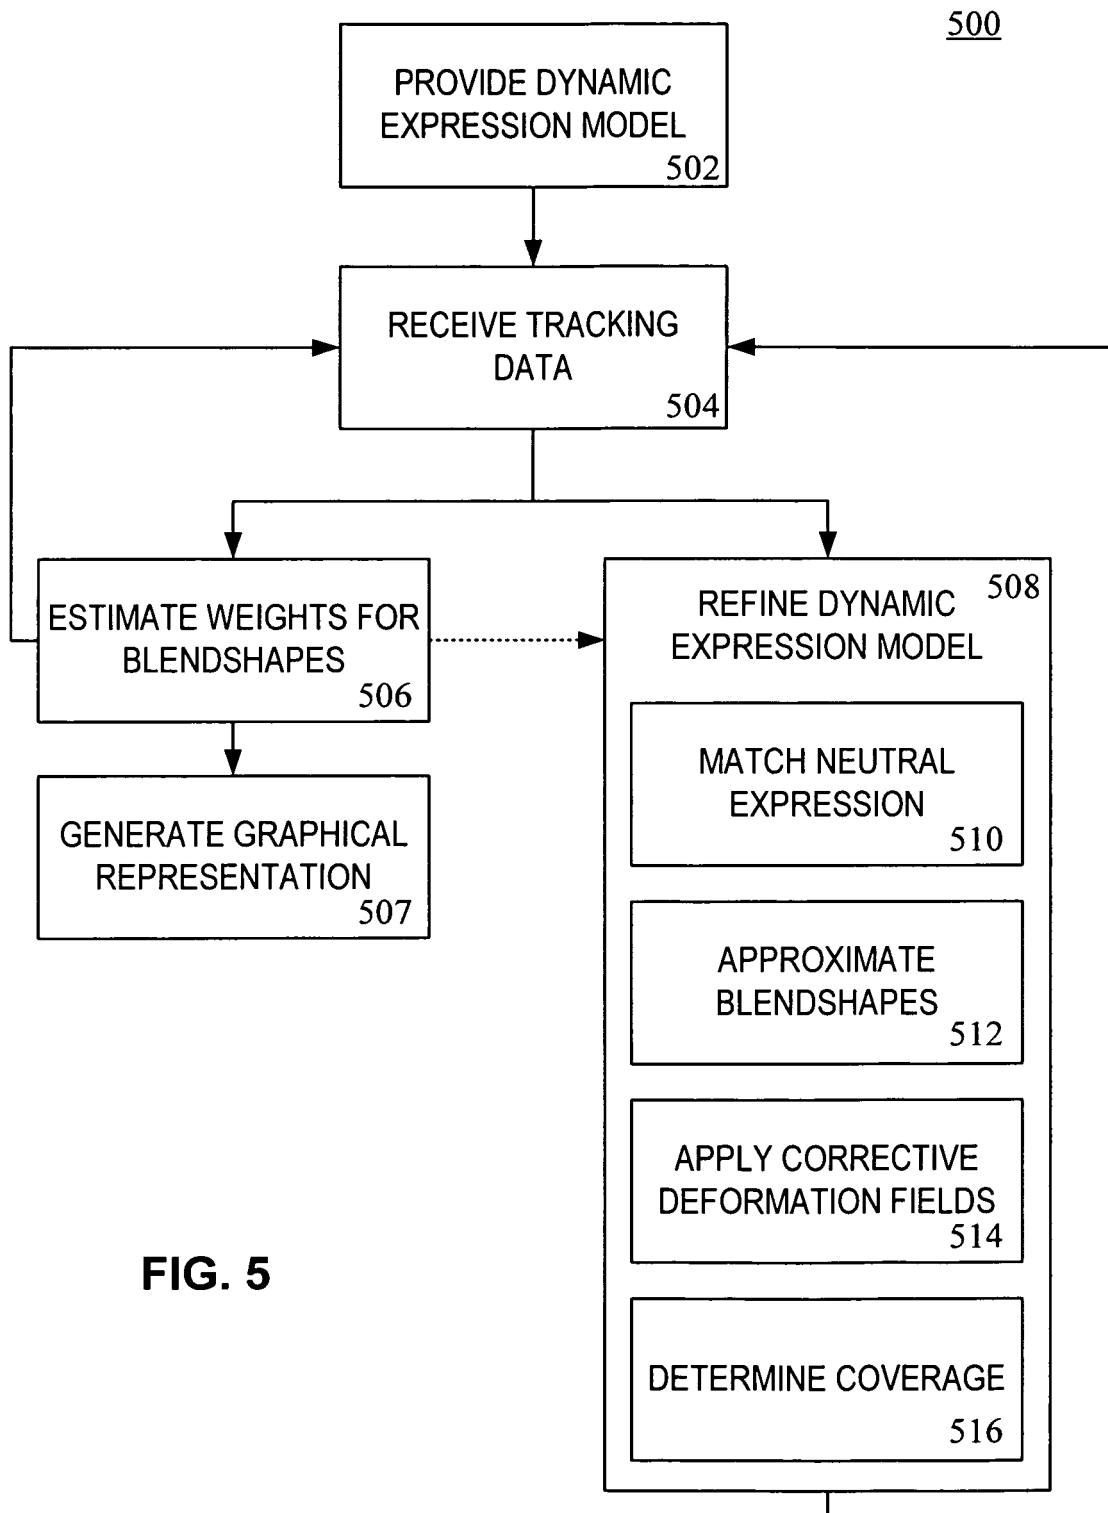 500
PROVIDE DYNAMIC
EXPRESSION MODEL
502
RECEIVE TRACKING
DATA
504
ESTIMATE WEIGHTS FOR
BLENDSHAPES
506
GENERATE GRAPHICAL
REPRESENTATION
507
508
REFINE DYNAMIC
EXPRESSION MODEL
MATCH NEUTRAL
EXPRESSION
510
APPROXIMATE
BLENDSHAPES
512
APPLY CORRECTIVE
DEFORMATION FIELDS
514
DETERMINE COVERAGE
516
FIG. 5